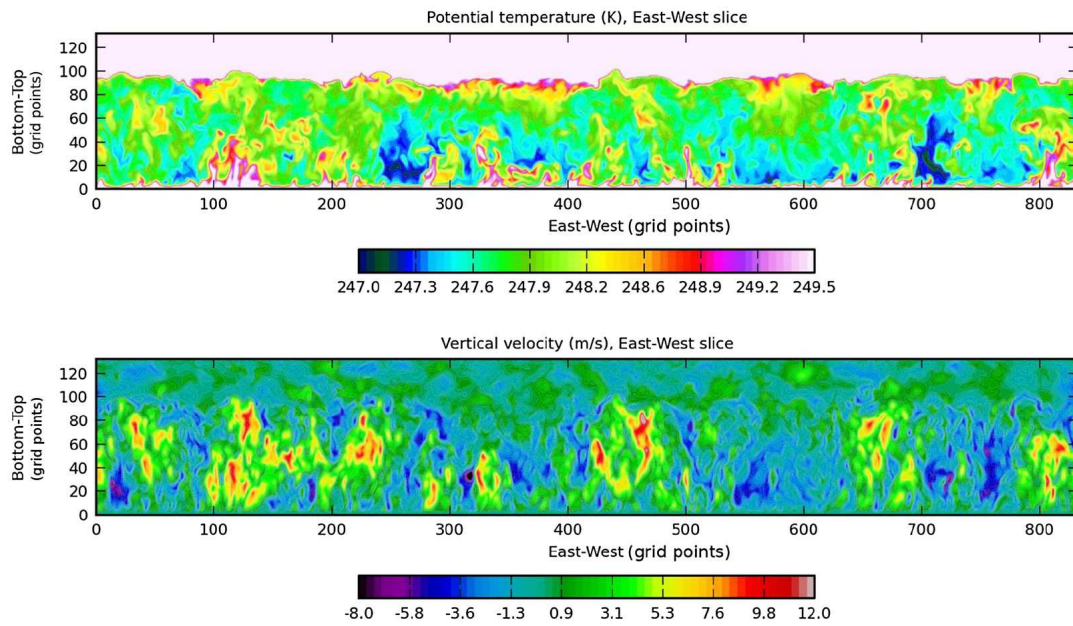 Potential temperature (K), East-West slice
120
100
80
60
40
20
0
Bottom-Top
(grid points)
0 100 200 300 400 500 600 700 800
East-West (grid points)
247.0 247.3 247.6 247.9 248.2 248.6 248.9 249.2 249.5
Vertical velocity (m/s), East-West slice
120
100
80
60
40
20
0
Bottom-Top
(grid points)
0 100 200 300 400 500 600 700 800
East-West (grid points)
-8.0 -5.8 -3.6 -1.3 0.9 3.1 5.3 7.6 9.8 12.0